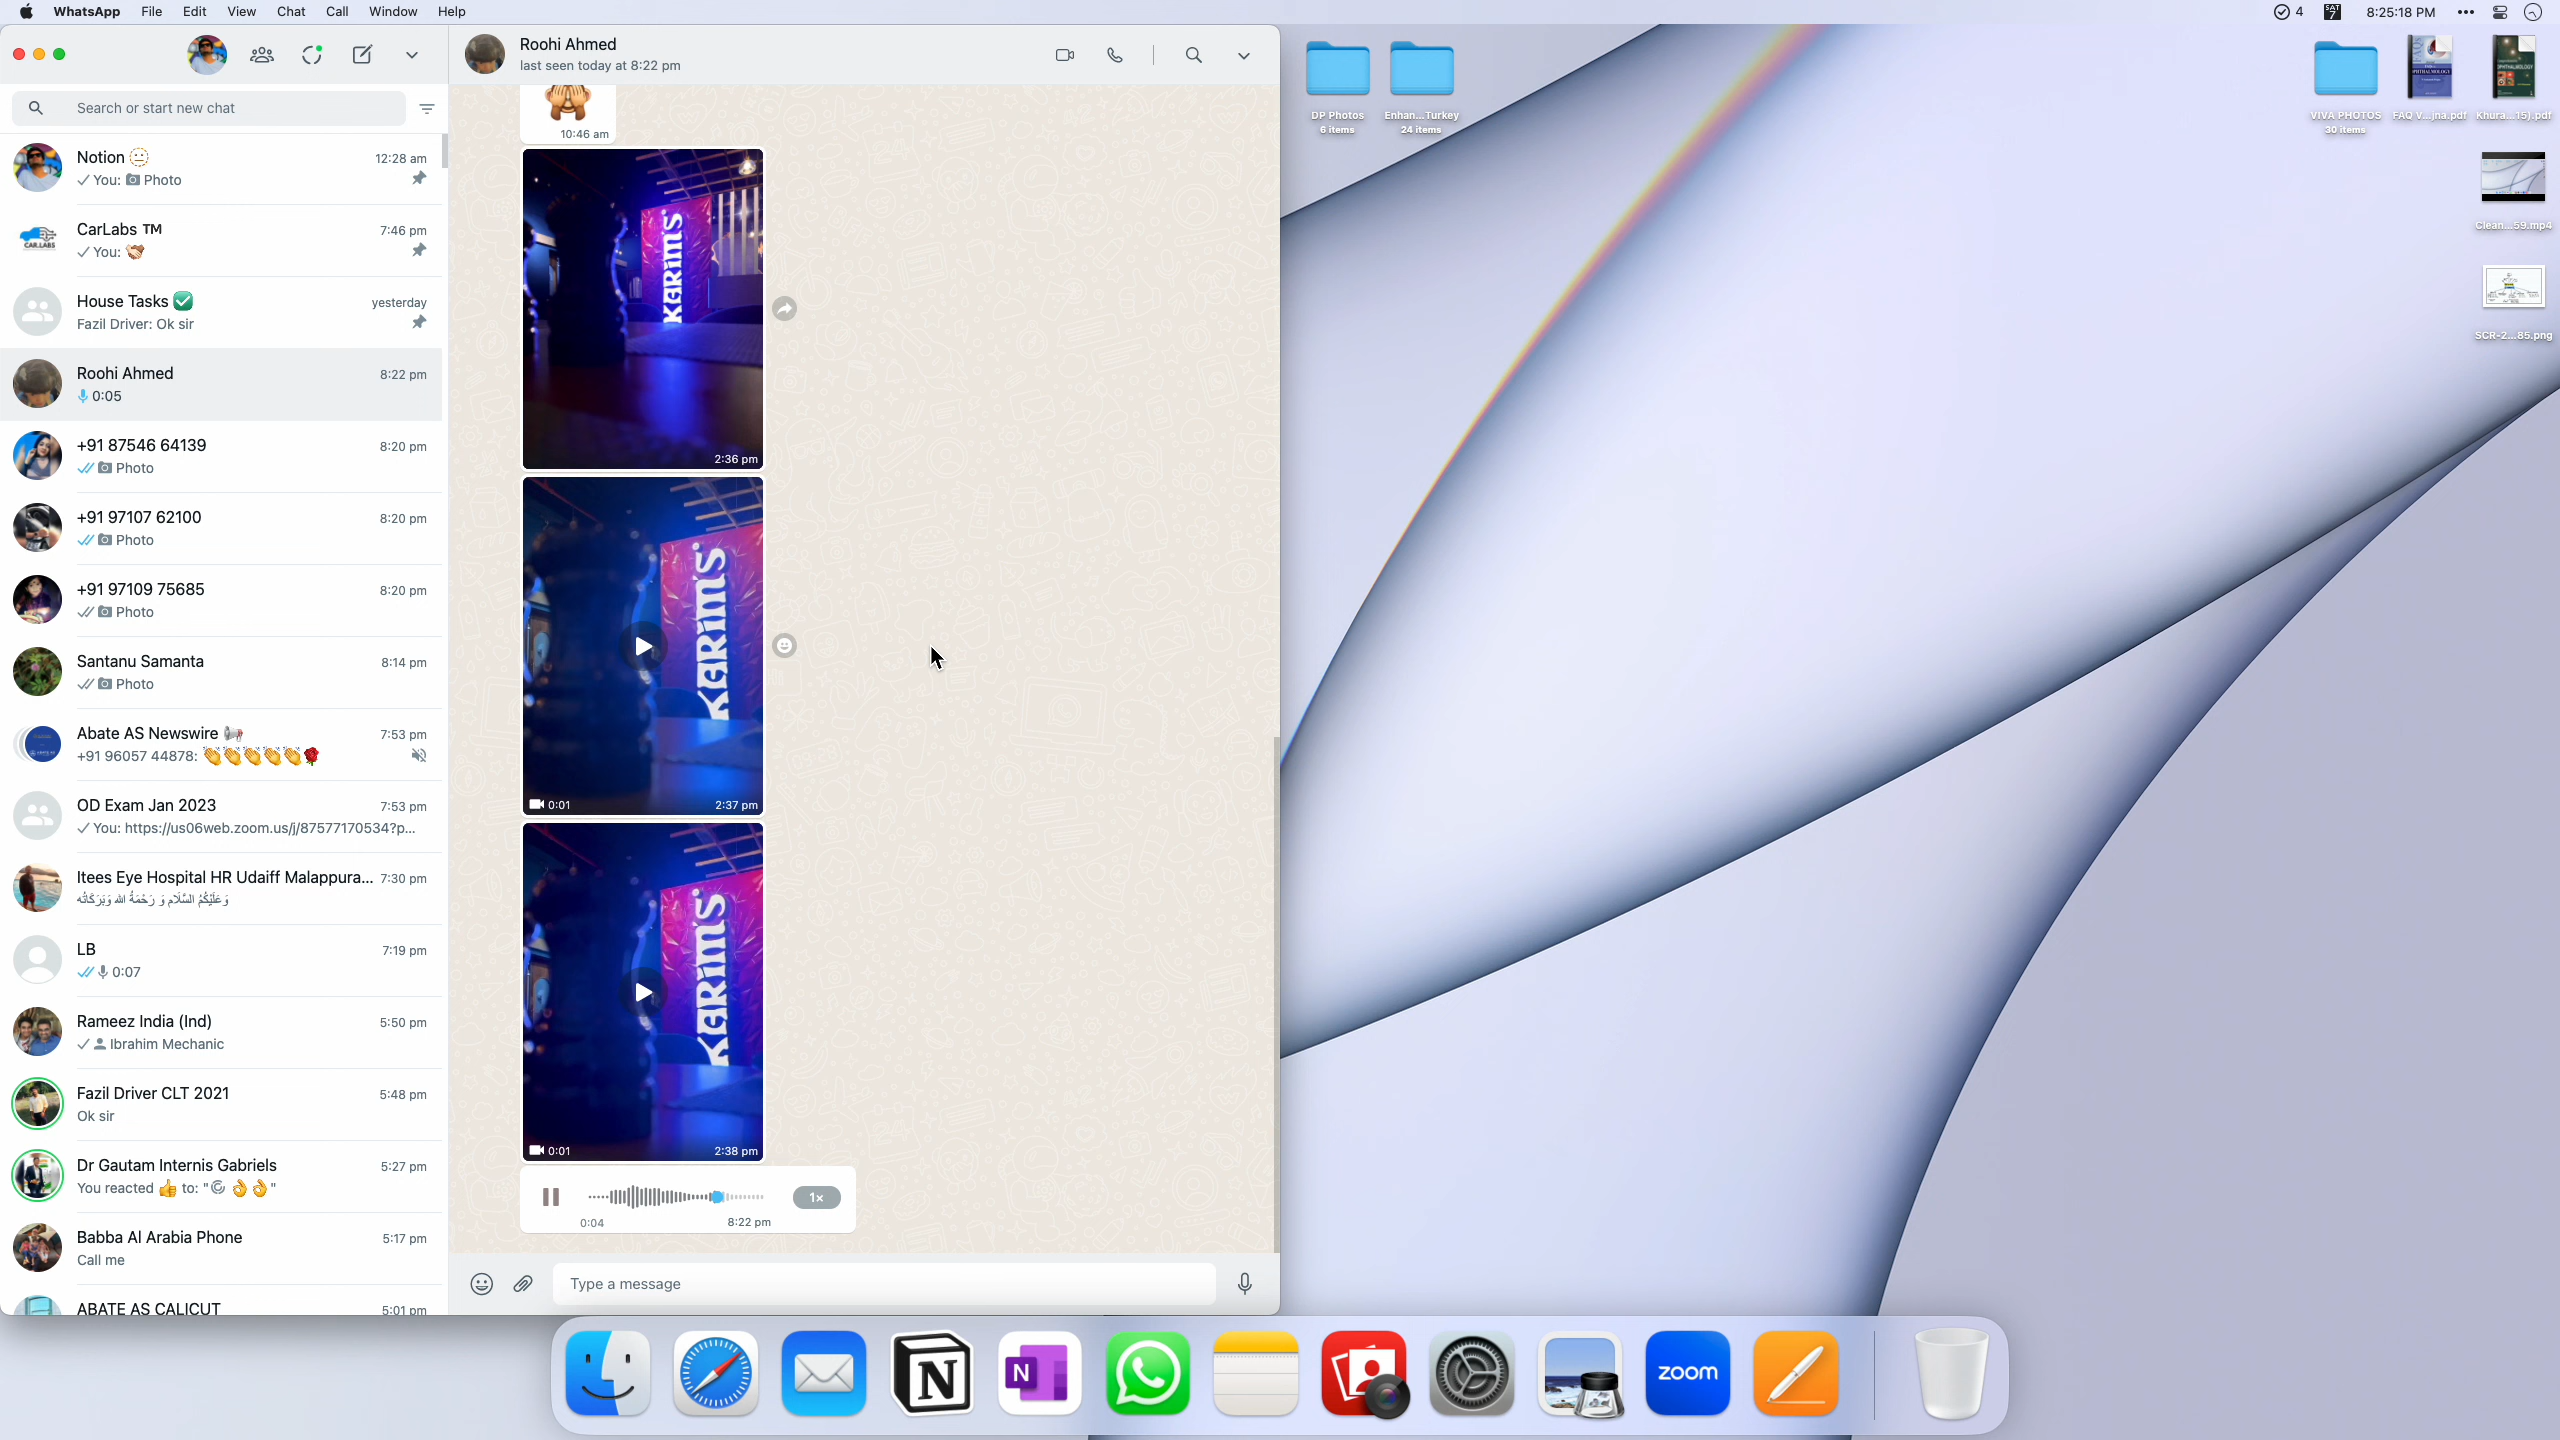 WhatsApp File Edit View Chat Call Window Help
4 SAT 7 8:25:18 PM
Roohi Ahmed
last seen today at 8:22 pm
Search or start new chat
Notion 🫥 12:28 am
You: Photo
CarLabs ™ 7:46 pm
You: 🤝
House Tasks ✅ yesterday
Fazil Driver: Ok sir
Roohi Ahmed 8:22 pm
0:05
+91 87546 64139 8:20 pm
Photo
+91 97107 62100 8:20 pm
Photo
+91 97109 75685 8:20 pm
Photo
Santanu Samanta 8:14 pm
Photo
Abate AS Newswire 7:53 pm
+91 96057 44878: 👏👏👏👏👏🌹
OD Exam Jan 2023 7:53 pm
You: https://us06web.zoom.us/j/87577170534?p...
Itees Eye Hospital HR Udaiff Malappura... 7:30 pm
وَعَلَيْكُمُ السَّلَام وَ رَحْمَةُ الله وَبَرَكَاتُه
LB 7:19 pm
0:07
Rameez India (Ind) 5:50 pm
Ibrahim Mechanic
Fazil Driver CLT 2021 5:48 pm
Ok sir
Dr Gautam Internis Gabriels 5:27 pm
You reacted 👍 to: "👌👌"
Babba Al Arabia Phone 5:17 pm
Call me
ABATE AS CALICUT 5:01 pm
CAR.LABS
10:46 am
KARIM'S
2:36 pm
KARIM'S
0:01 2:37 pm
KARIM'S
0:01 2:38 pm
1×
0:04 8:22 pm
Type a message
DP Photos
6 items
Enhan...Turkey
24 items
VIVA PHOTOS
30 items
FAQ V...jna.pdf
Khura...15).pdf
Clean...59.mp4
SCR-2...85.png
N
N
zoom